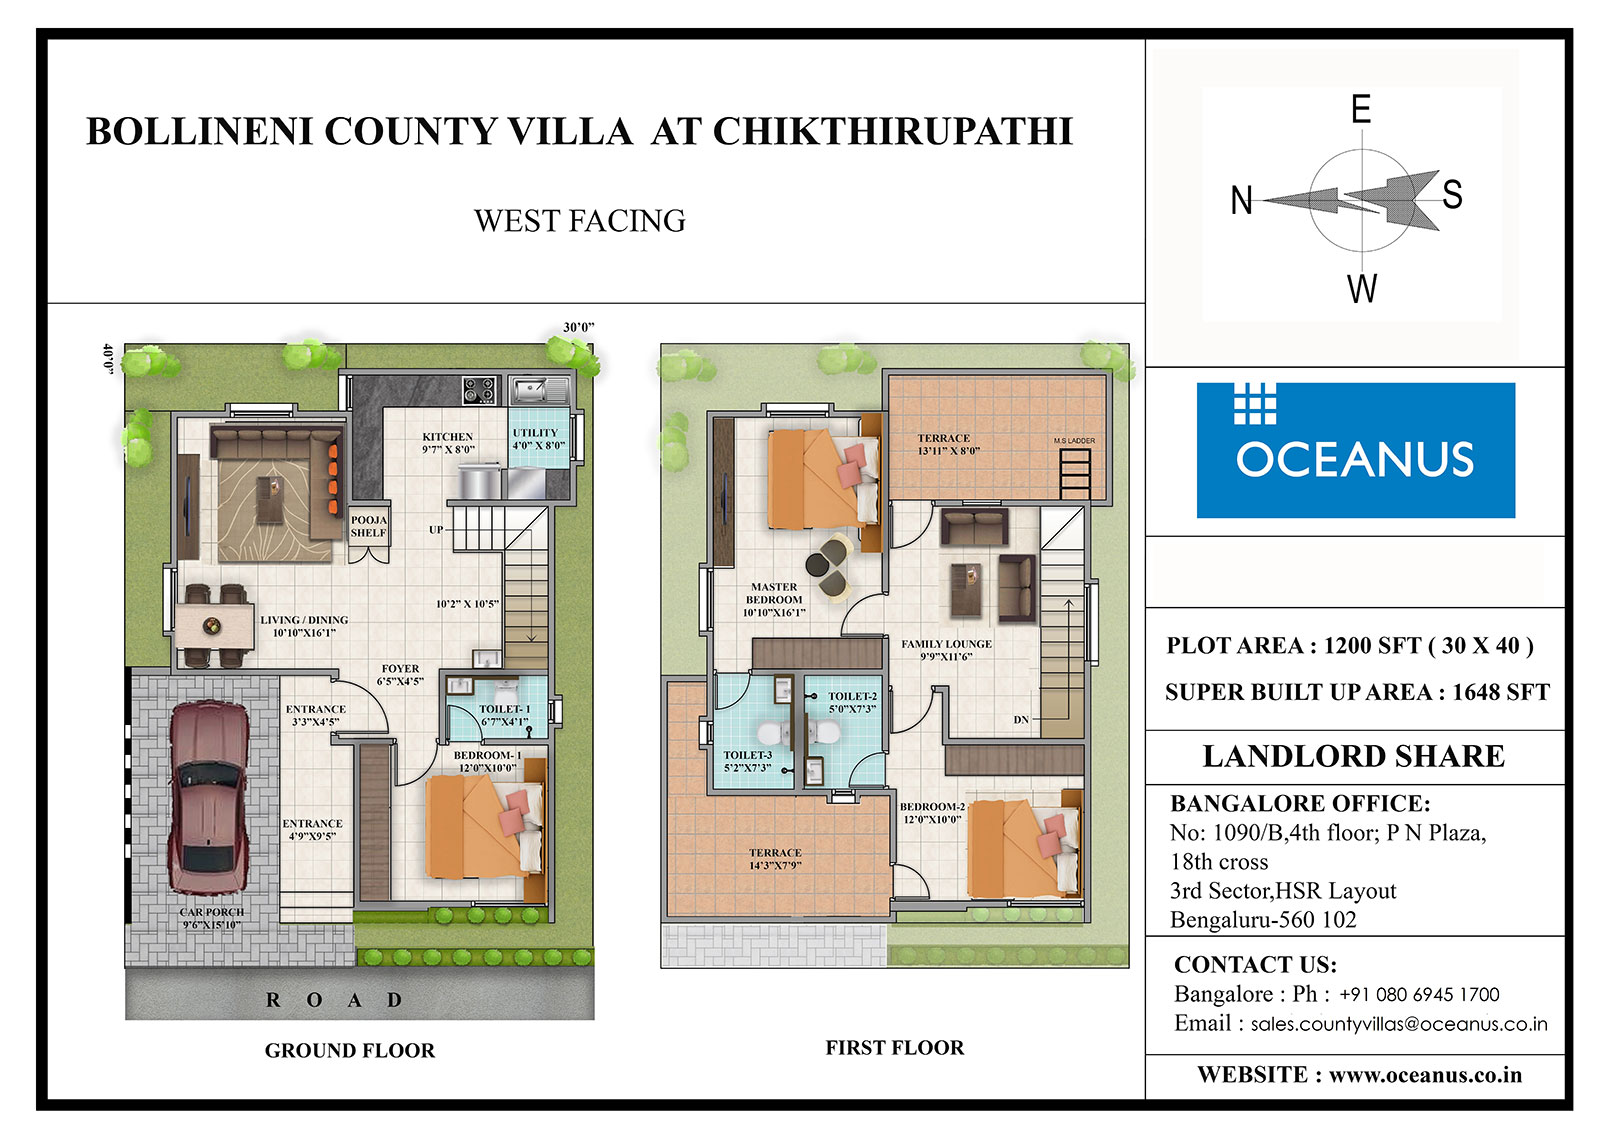 BOLLINENI COUNTY VILLA AT CHIKTHIRUPATHI
WEST FACING
E
N
S
W
OCEANUS
30'0"
40'0"
KITCHEN
9'7" X 8'0"
UTILITY
4'0" X 8'0"
POOJA
SHELF
UP
10'2" X 10'5"
LIVING / DINING
10'10"X16'1"
FOYER
6'5"X4'5"
ENTRANCE
3'3"X4'5"
TOILET- 1
6'7"X4'1"
BEDROOM- 1
12'0"X10'0"
ENTRANCE
4'9"X9'5"
CAR PORCH
9'6"X15'10"
R O A D
GROUND FLOOR
TERRACE
13'11" X 8'0"
M.S LADDER
MASTER
BEDROOM
10'10"X16'1"
FAMILY LOUNGE
9'9"X11'6"
TOILET-2
5'0"X7'3"
DN
TOILET-3
5'2"X7'3"
BEDROOM-2
12'0"X10'0"
TERRACE
14'3"X7'9"
FIRST FLOOR
PLOT AREA : 1200 SFT ( 30 X 40 )
SUPER BUILT UP AREA : 1648 SFT
LANDLORD SHARE
BANGALORE OFFICE:
No: 1090/B,4th floor; P N Plaza,
18th cross
3rd Sector,HSR Layout
Bengaluru-560 102
CONTACT US:
Bangalore : Ph : +91 080 6945 1700
Email : sales.countyvillas@oceanus.co.in
WEBSITE : www.oceanus.co.in